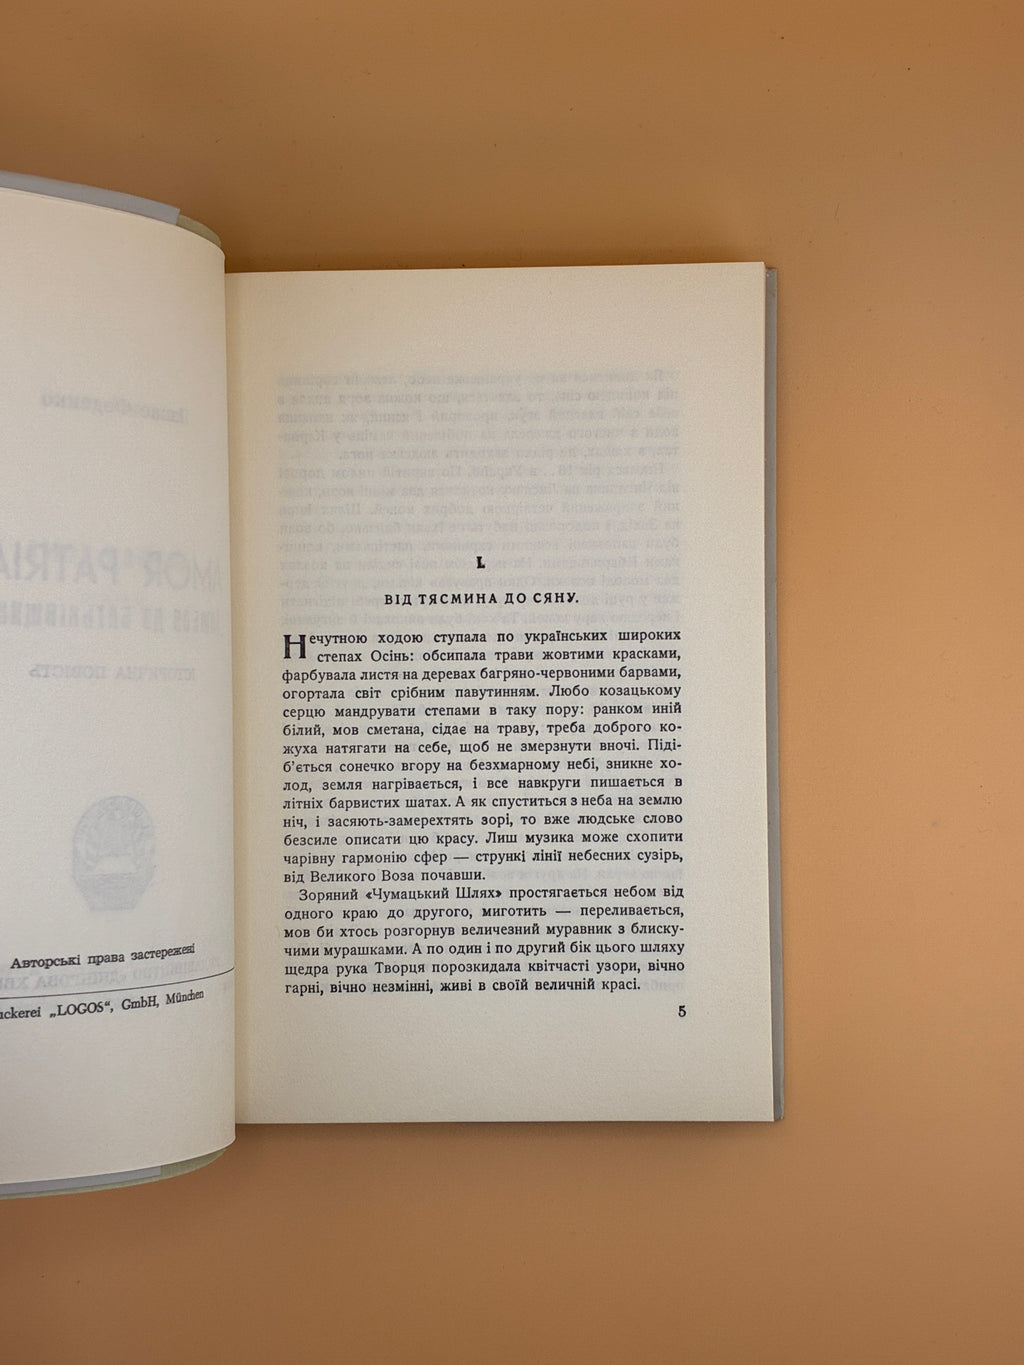 Авторські права застережені
„LOGOS“, GmbH, München
I.
ВІД ТЯСМИНА ДО СЯНУ.
Нечутною ходою ступала по українських широких
степах Осінь: обсипала трави жовтими красками,
фарбувала листя на деревах багряно-червоними барвами,
огортала світ срібним павутинням. Любо козацькому
серцю мандрувати степами в таку пору: ранком иній
білий, мов сметана, сідає на траву, треба доброго ко-
жуха натягати на себе, щоб не змерзнути вночі. Піді-
б’ється сонечко вгору на безхмарному небі, зникне хо-
лод, земля нагрівається, і все навкруги пишається в
літніх барвистих шатах. А як спуститься з неба на землю
ніч, і засяють-замерехтять зорі, то вже людське слово
безсиле описати цю красу. Лиш музика може схопити
чарівну гармонію сфер — стрункі лінії небесних сузірь,
від Великого Воза почавши.
Зоряний «Чумацький Шлях» простягається небом від
одного краю до другого, миготить — переливається,
мов би хтось розгорнув величезний муравник з блиску-
чими мурашками. А по один і по другий бік цього шляху
щедра рука Творця порозкидала квітчасті узори, вічно
гарні, вічно незмінні, живі в своїй величній красі.
5